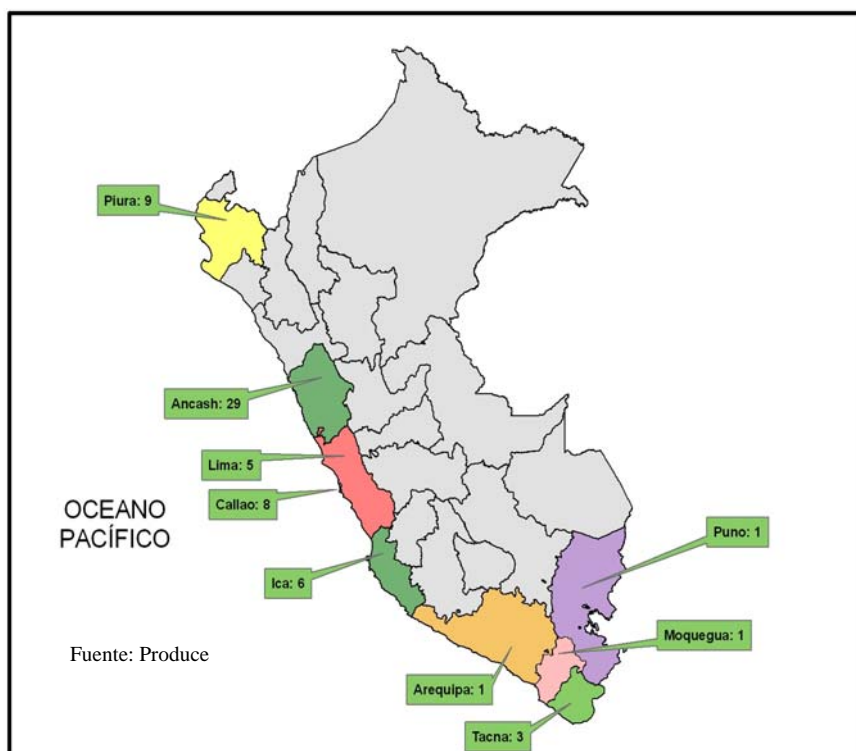 Piura: 9
Ancash: 29
Lima: 5
Callao: 8
OCEANO
PACÍFICO
Puno: 1
Ica: 6
Moquegua: 1
Fuente: Produce
Arequipa: 1
Tacna: 3